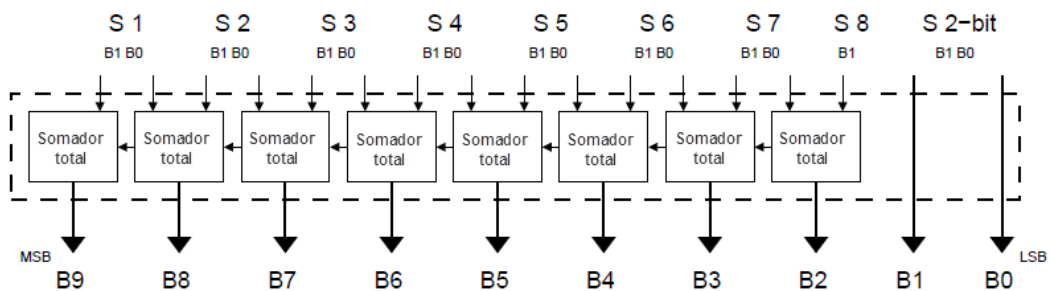 S 1 S 2 S 3 S 4 S 5 S 6 S 7 S 8 S 2-bit
B1 B0 B1 B0 B1 B0 B1 B0 B1 B0 B1 B0 B1 B0 B1 B1 B0
Somador Somador Somador Somador Somador Somador Somador Somador
total total total total total total total total
MSB LSB
B9 B8 B7 B6 B5 B4 B3 B2 B1 B0